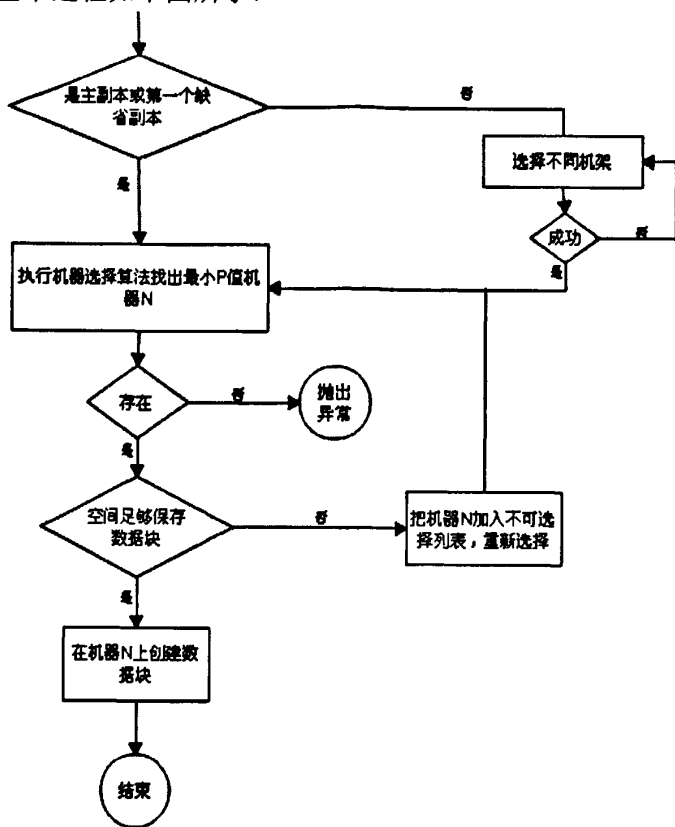 是主副本或第一个缺
省副本
否
选择不同机架
是
成功
否
是
执行机器选择算法找出最小P值机
器N
存在
否
抛出
异常
是
空间足够保存
数据块
否
把机器N加入不可选
择列表，重新选择
是
在机器N上创建数
据块
结束